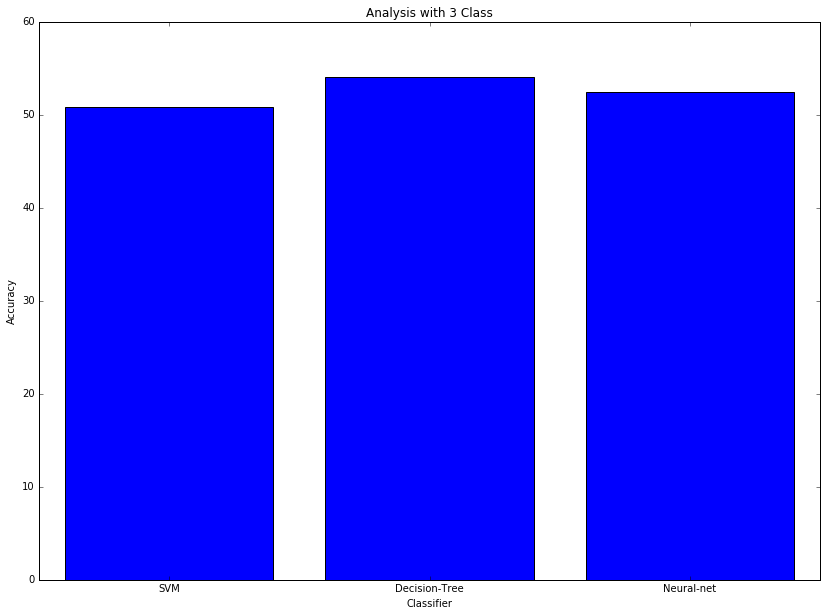 Analysis with 3 Class
60
50
40
30
20
10
0
Accuracy
SVM Decision-Tree Neural-net
Classifier